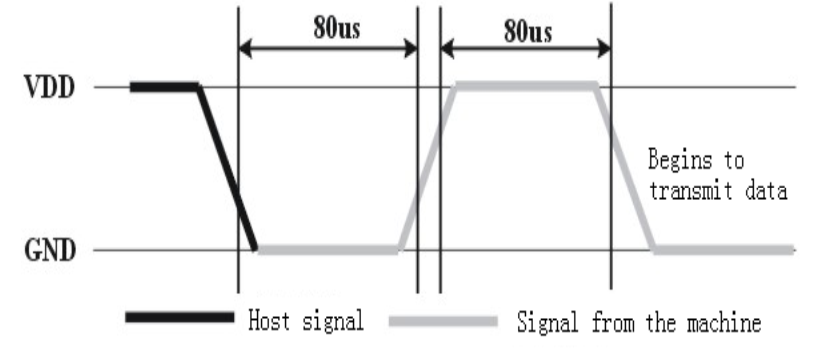 80us
80us
VDD
Begins to
transmit data
GND
Host signal
Signal from the machine